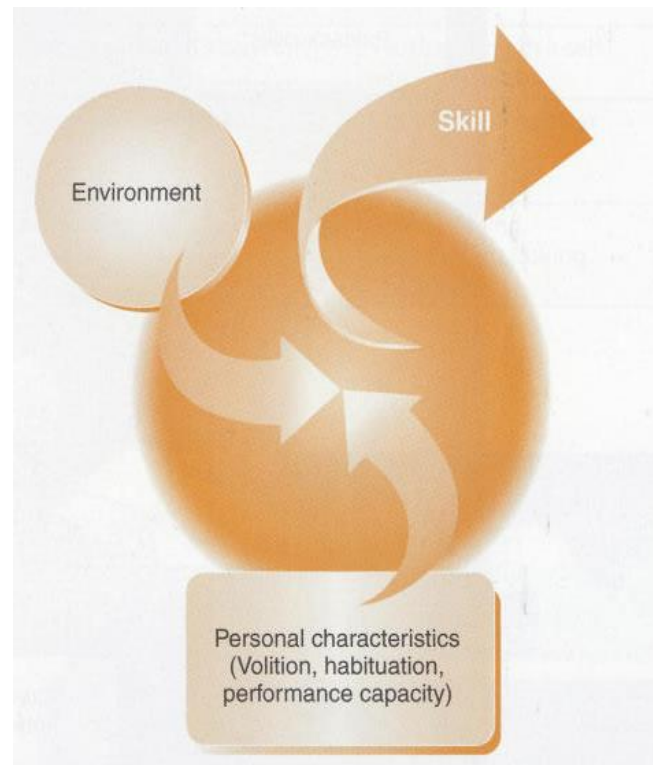 Skill
Environment
Personal characteristics
(Volition, habituation,
performance capacity)